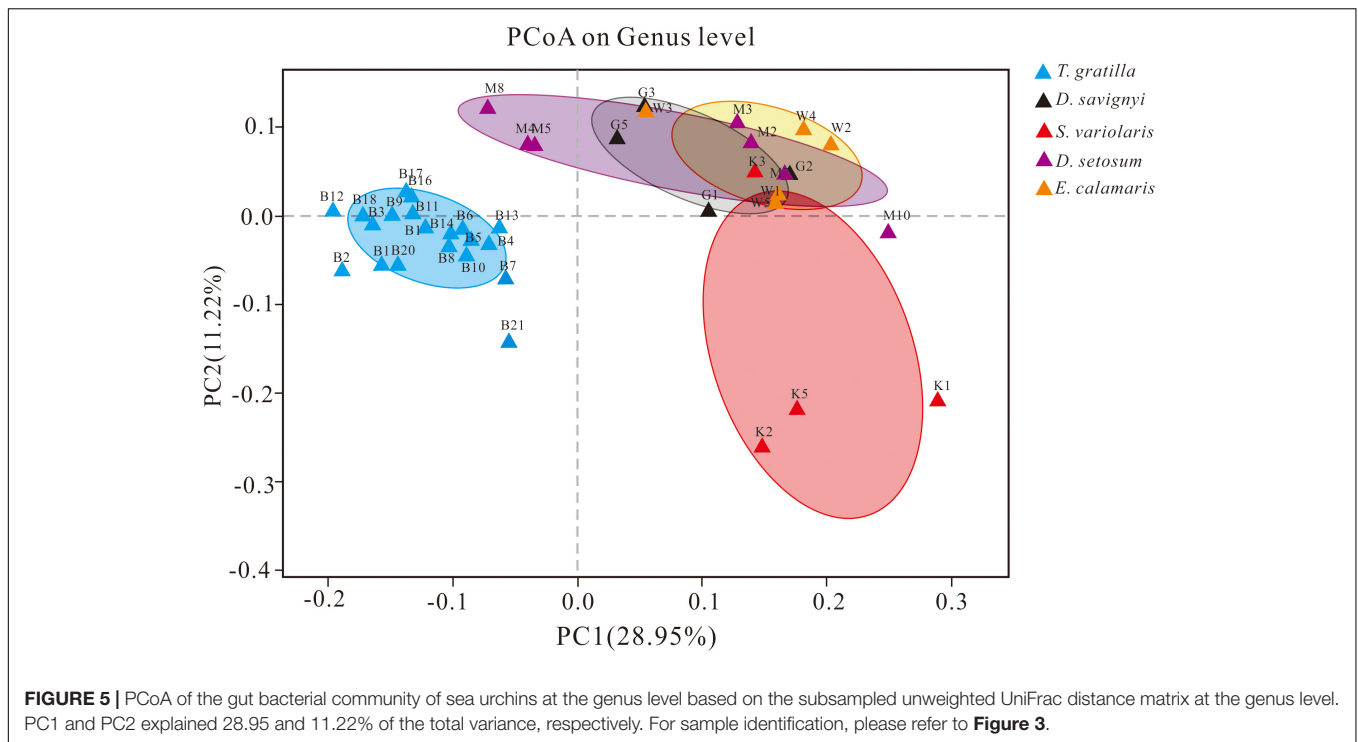 PCoA on Genus level
T. gratilla
D. savignyi
S. variolaris
D. setosum
E. calamaris
M8
G3
W3
M3
W4
M4
M5
G5
M2
W2
K3
M
G2
B17
B16
W1
B12
B18
B9
B11
B6
B13
G1
W5
B3
B1
B14
B5
B4
M10
B2
B1
B20
B8
B10
B7
B21
K5
K1
K2
0.1
0.0
-0.1
-0.2
-0.3
-0.4
PC2(11.22%)
-0.2
-0.1
0.0
0.1
0.2
0.3
PC1(28.95%)
FIGURE 5 | PCoA of the gut bacterial community of sea urchins at the genus level based on the subsampled unweighted UniFrac distance matrix at the genus level.
PC1 and PC2 explained 28.95 and 11.22% of the total variance, respectively. For sample identification, please refer to Figure 3.